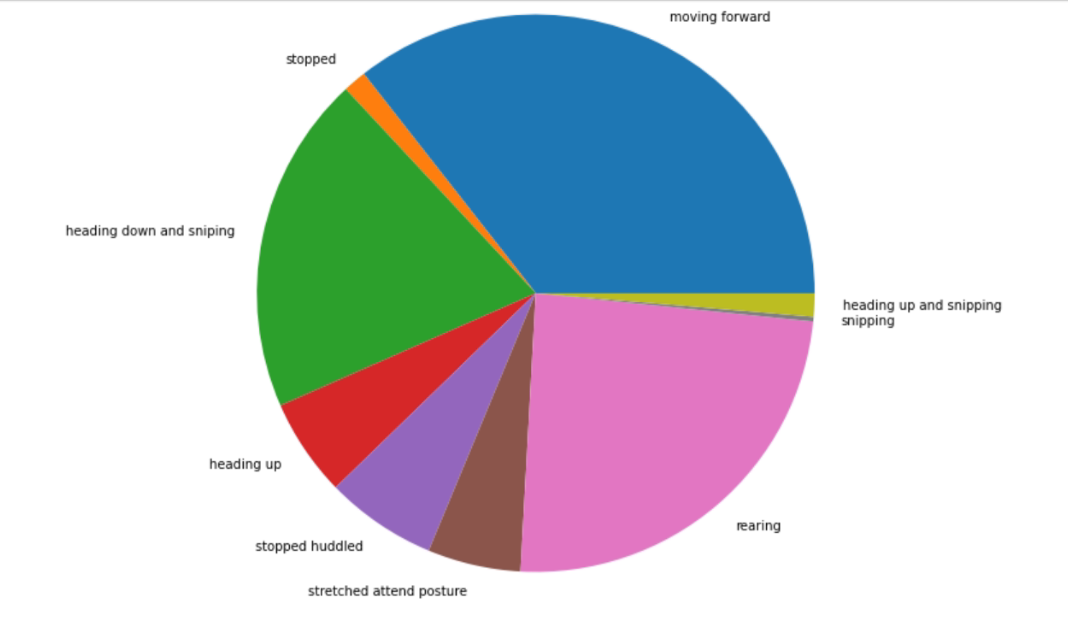 moving forward
stopped
heading down and sniping
heading up and snipping
snipping
heading up
rearing
stopped huddled
stretched attend posture